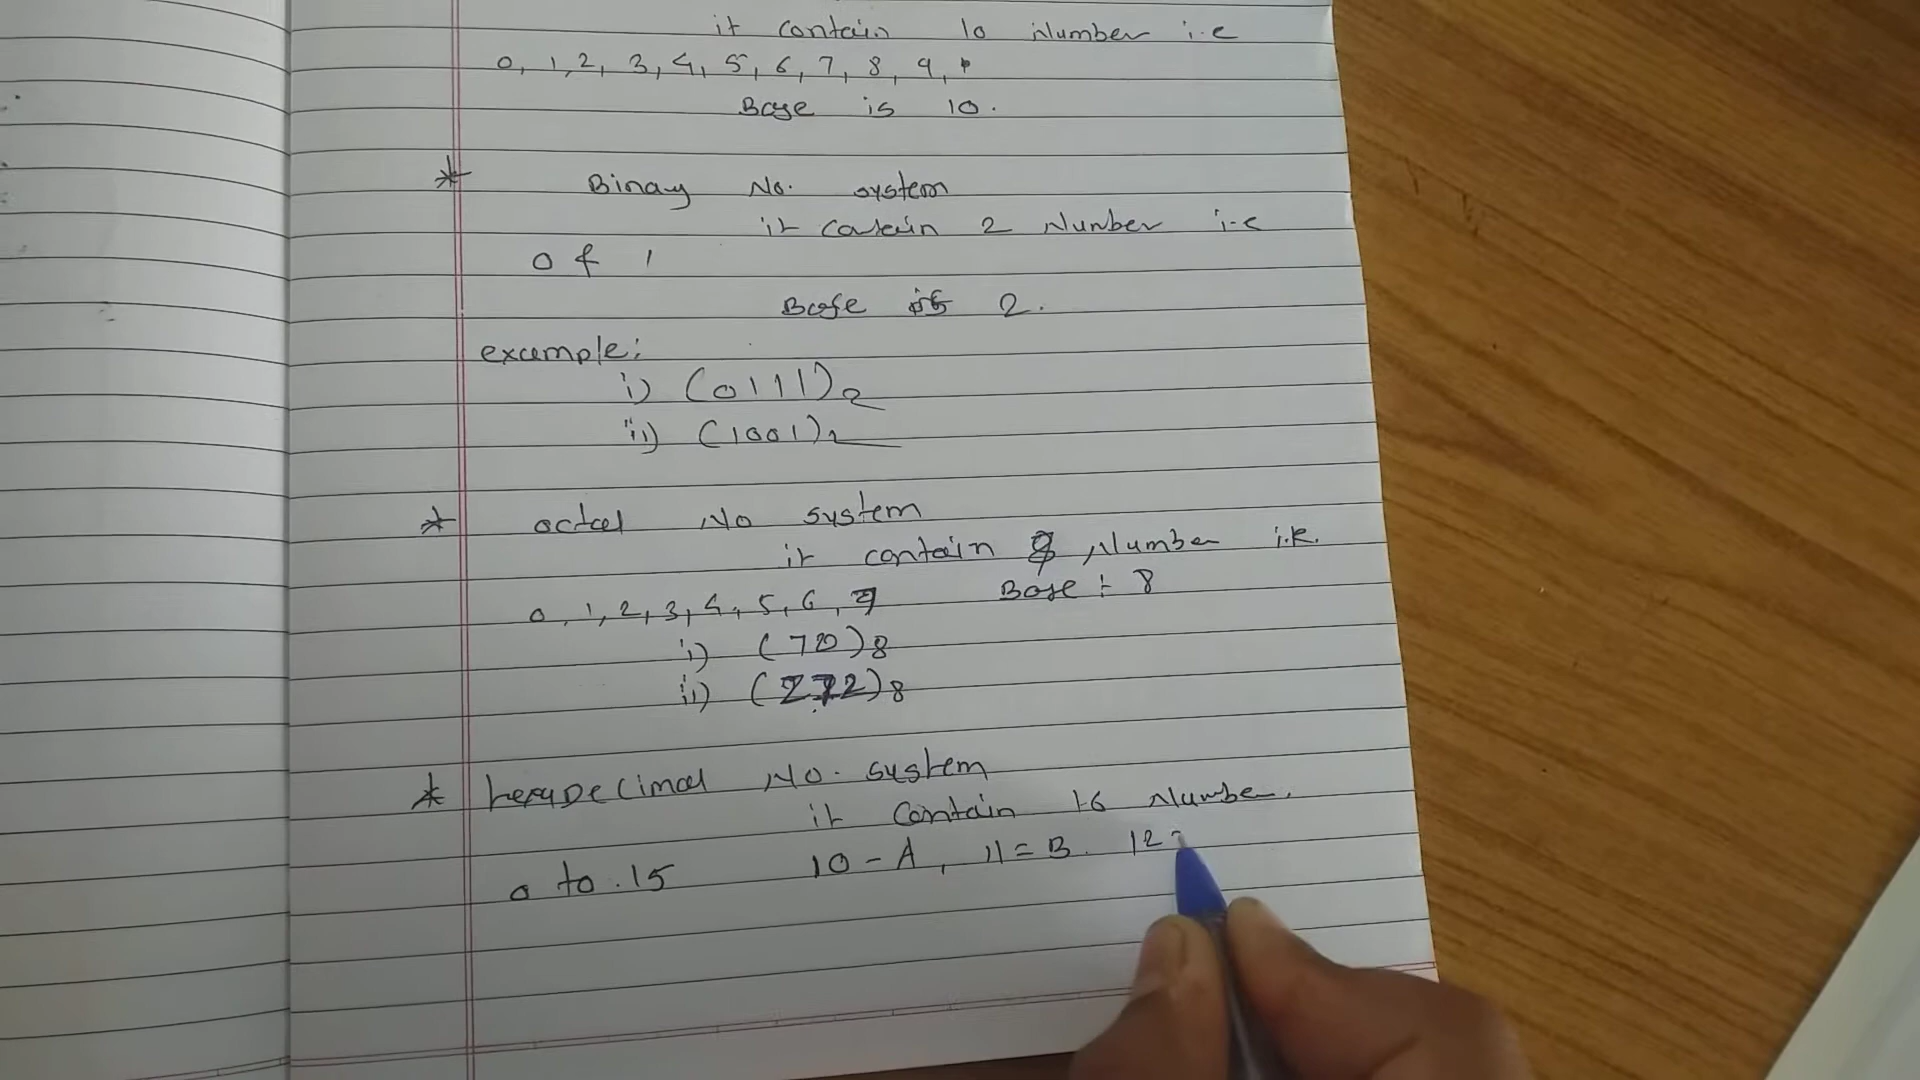 it contain 10 Number i.e
0, 1, 2, 3, 4, 5, 6, 7, 8, 9,
Base is 10.
* Binary No. system
it contain 2 Number i-e
0 & 1
Base is 2.
example:
i) (0111)2
ii) (1001)2
* octal No system
it contain 8 Number i.e.
0, 1, 2, 3, 4, 5, 6, 7 Base : 8
i) (70)8
ii) (272)8
* hexaDecimal No. system
it Contain 16 Number.
0 to 15 10 - A, 11 = B. 12